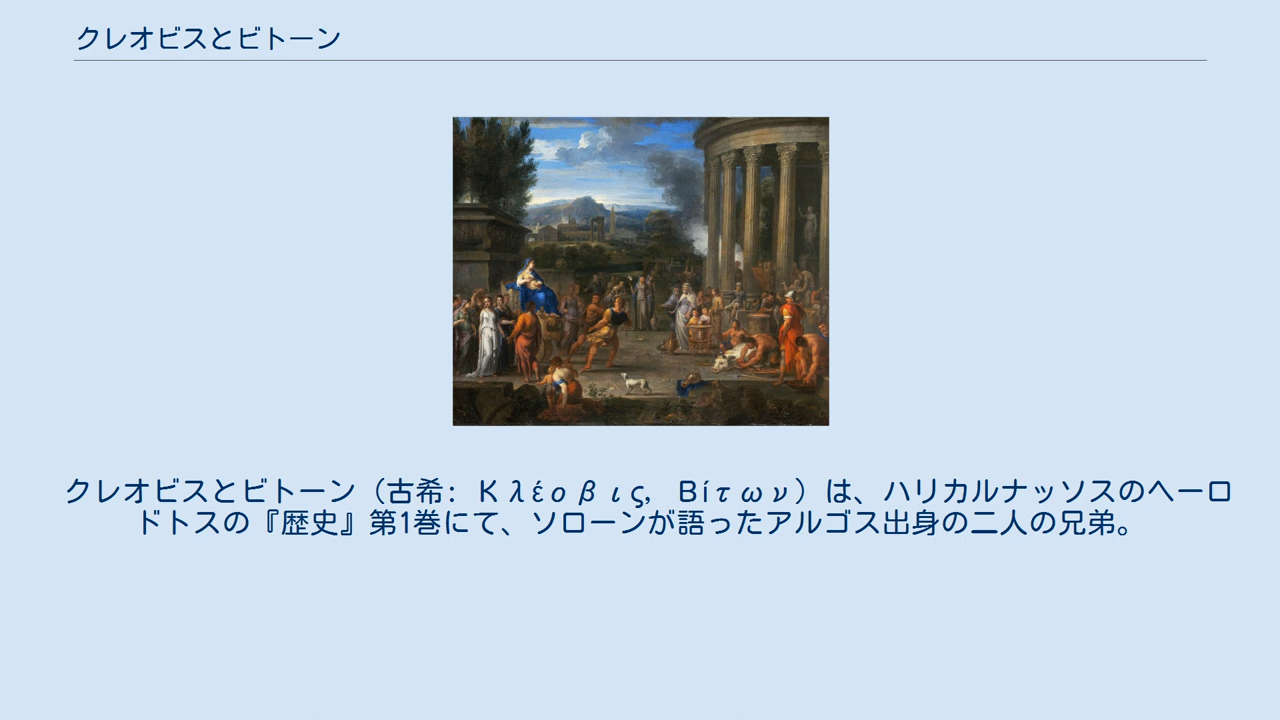 クレオビスとビトーン
クレオビスとビトーン（古希: Κλέοβις, Βίτων）は、ハリカルナッソスのヘーロ
ドトスの『歴史』第1巻にて、ソローンが語ったアルゴス出身の二人の兄弟。